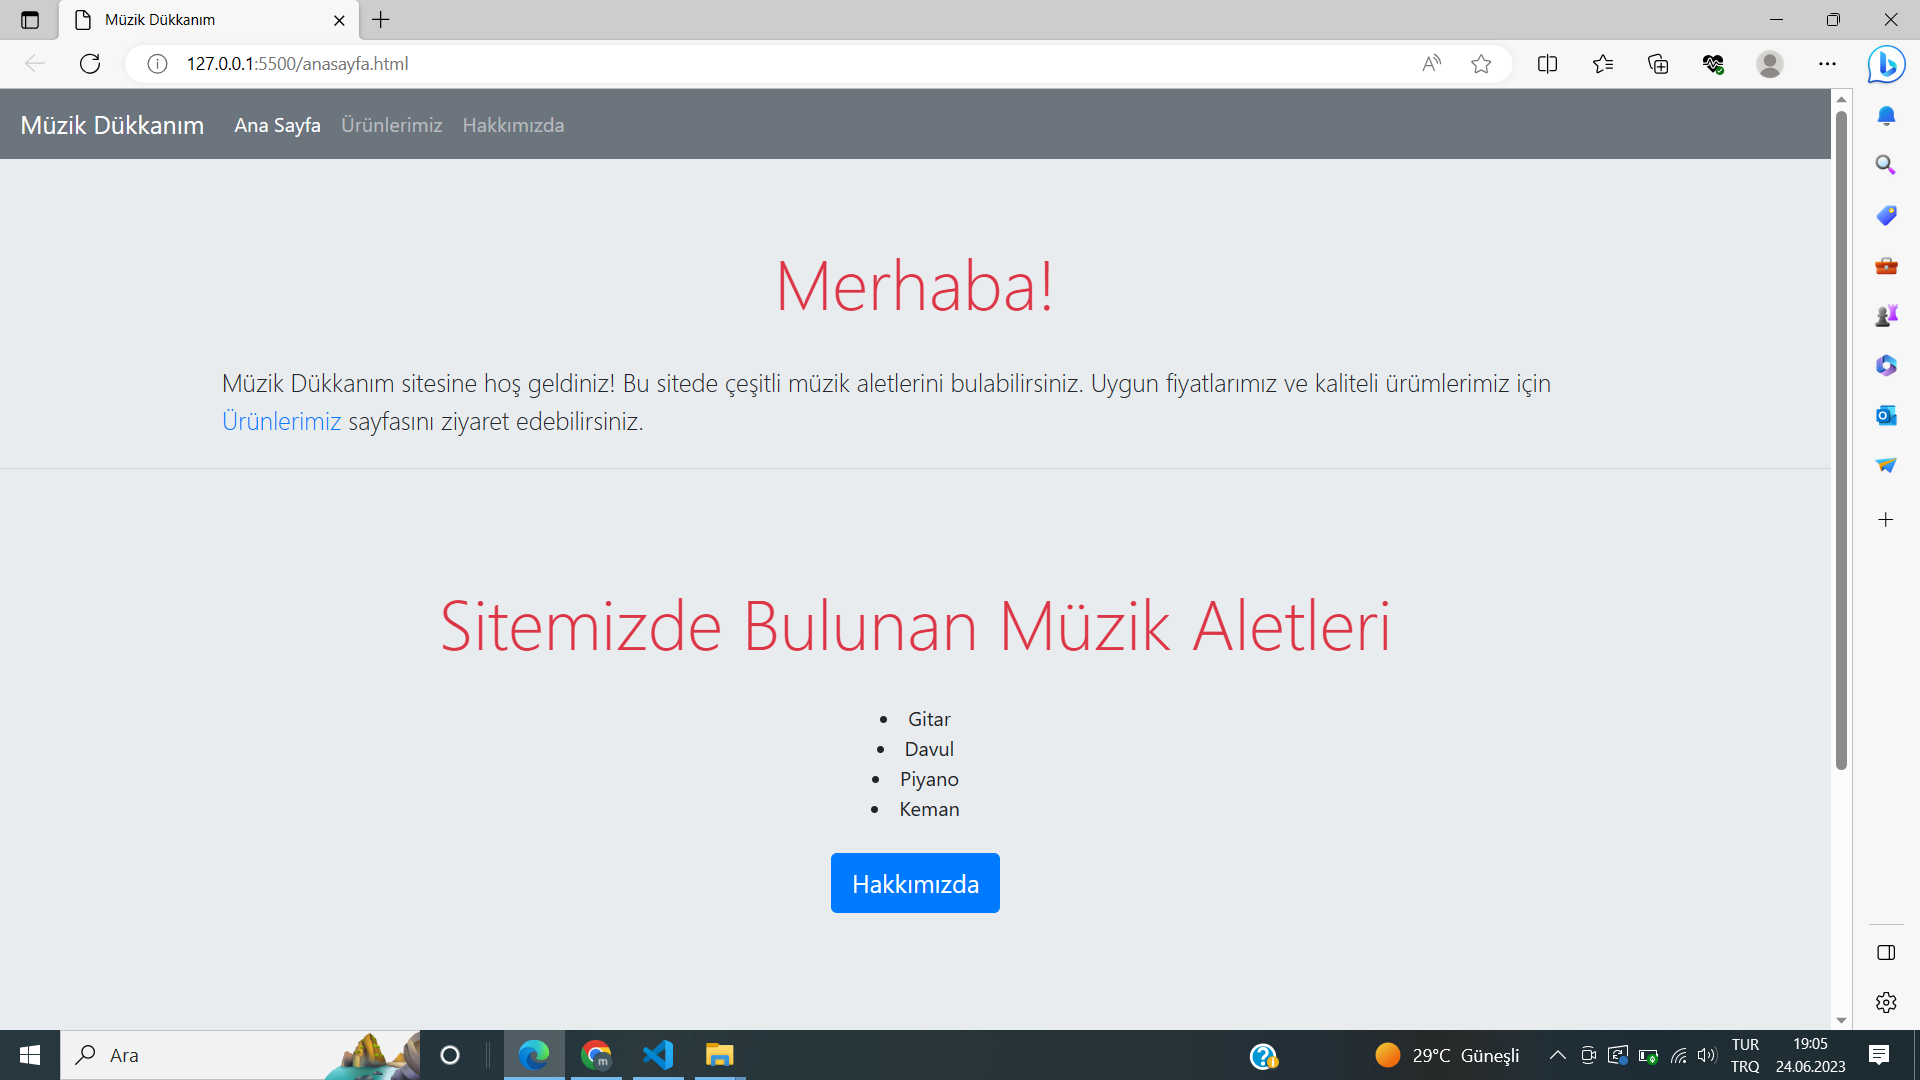 Müzik Dükkanım
127.0.0.1:5500/anasayfa.html
Müzik Dükkanım Ana Sayfa Ürünlerimiz Hakkımızda
Merhaba!
Müzik Dükkanım sitesine hoş geldiniz! Bu sitede çeşitli müzik aletlerini bulabilirsiniz. Uygun fiyatlarımız ve kaliteli ürümlerimiz için
Ürünlerimiz sayfasını ziyaret edebilirsiniz.
Sitemizde Bulunan Müzik Aletleri
Gitar
Davul
Piyano
Keman
Hakkımızda
Ara
29°C Güneşli
TUR
TRQ
19:05
24.06.2023